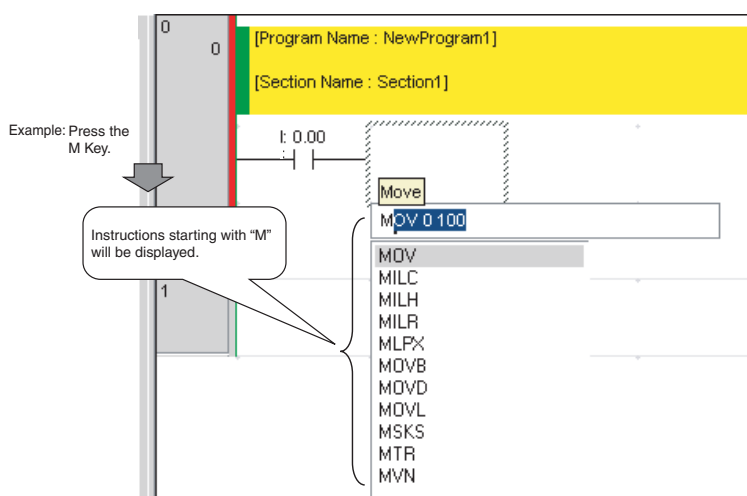 0
0
[Program Name : NewProgram1]
[Section Name : Section1]
Example: Press the
M Key.
I: 0.00
Move
MOV 0 100
Instructions starting with “M”
will be displayed.
MOV
MILC
MILH
MILR
MLPX
MOVB
MOVD
MOVL
MSKS
MTR
MVN
1